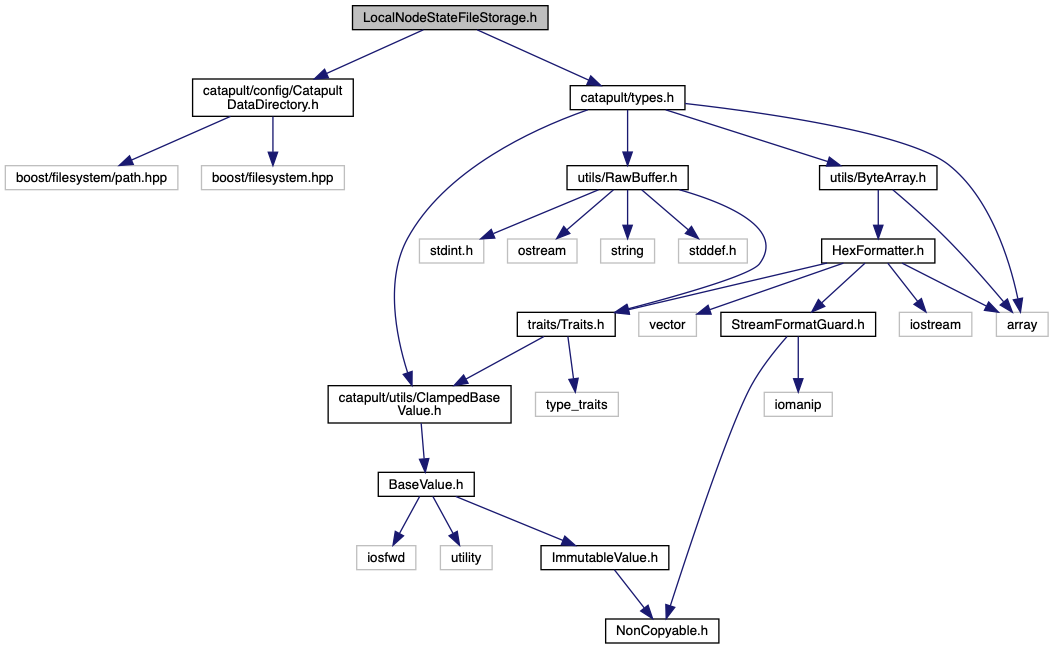 LocalNodeStateFileStorage.h
catapult/config/Catapult
DataDirectory.h
catapult/types.h
boost/filesystem/path.hpp
boost/filesystem.hpp
utils/RawBuffer.h
utils/ByteArray.h
stdint.h
ostream
string
stddef.h
HexFormatter.h
traits/Traits.h
vector
StreamFormatGuard.h
iostream
array
catapult/utils/ClampedBase
Value.h
type_traits
iomanip
BaseValue.h
iosfwd
utility
ImmutableValue.h
NonCopyable.h